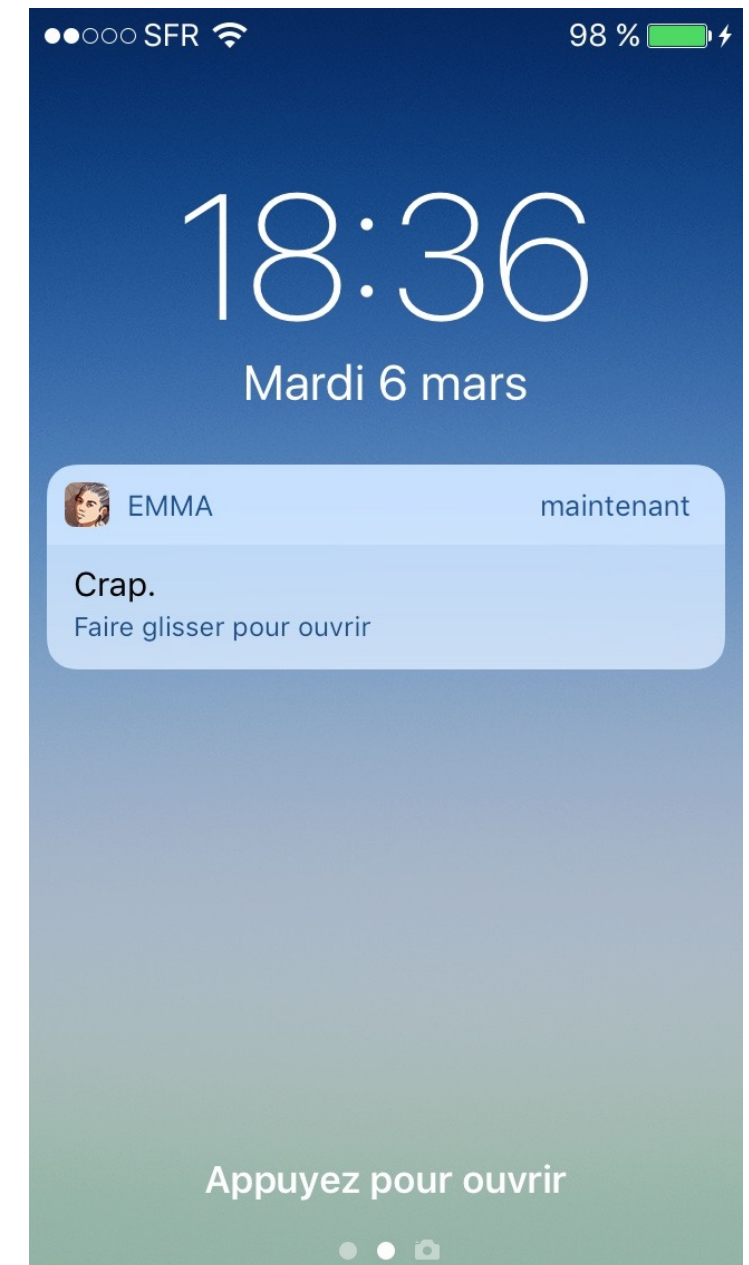 SFR 98 %
18:36
Mardi 6 mars
EMMA maintenant
Crap.
Faire glisser pour ouvrir
Appuyez pour ouvrir